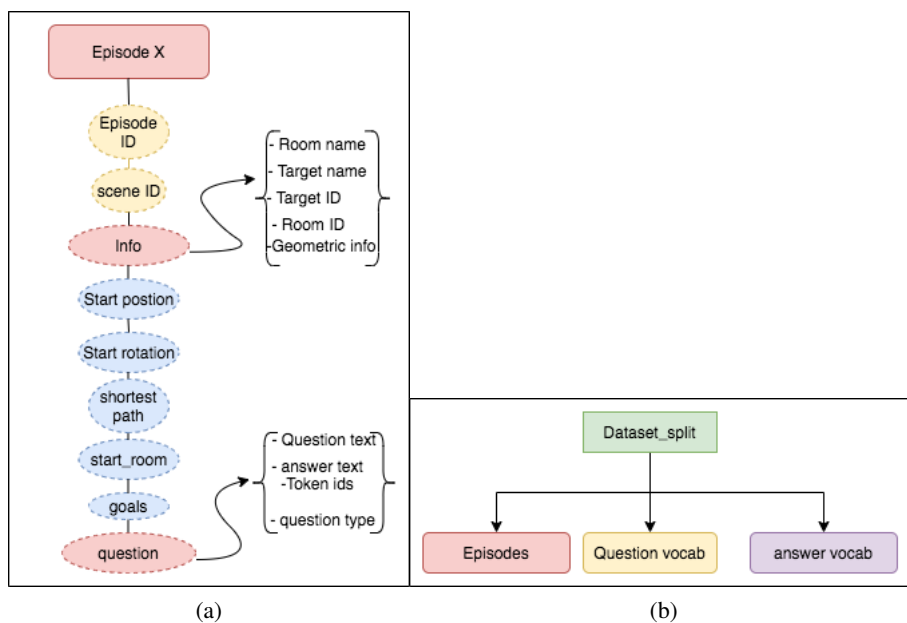 Episode X
Episode
ID
scene ID
Info
- Room name
- Target name
- Target ID
- Room ID
-Geometric info
Start postion
Start rotation
shortest
path
start_room
goals
question
- Question text
- answer text
-Token ids
- question type
(a)
Dataset_split
Episodes
Question vocab
answer vocab
(b)